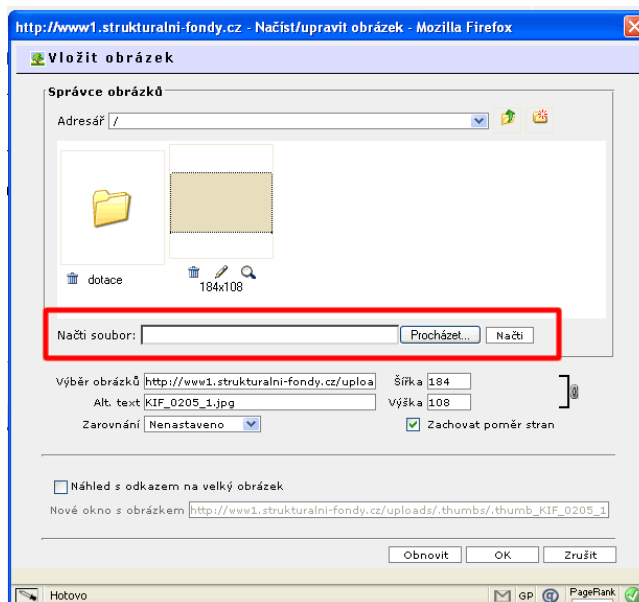 http://www1.strukturalni-fondy.cz - Načíst/upravit obrázek - Mozilla Firefox
Vložit obrázek
Správce obrázků
Adresář /
dotace
184x108
Načti soubor: Procházet... Načti
Výběr obrázků http://www1.strukturalni-fondy.cz/uploa Šířka 184
Alt. text KIF_0205_1.jpg Výška 108
Zarovnání Nenastaveno Zachovat poměr stran
Náhled s odkazem na velký obrázek
Nové okno s obrázkem http://www1.strukturalni-fondy.cz/uploads/.thumbs/.thumb_KIF_0205_1
Obnovit OK Zrušit
Hotovo GP @ PageRank